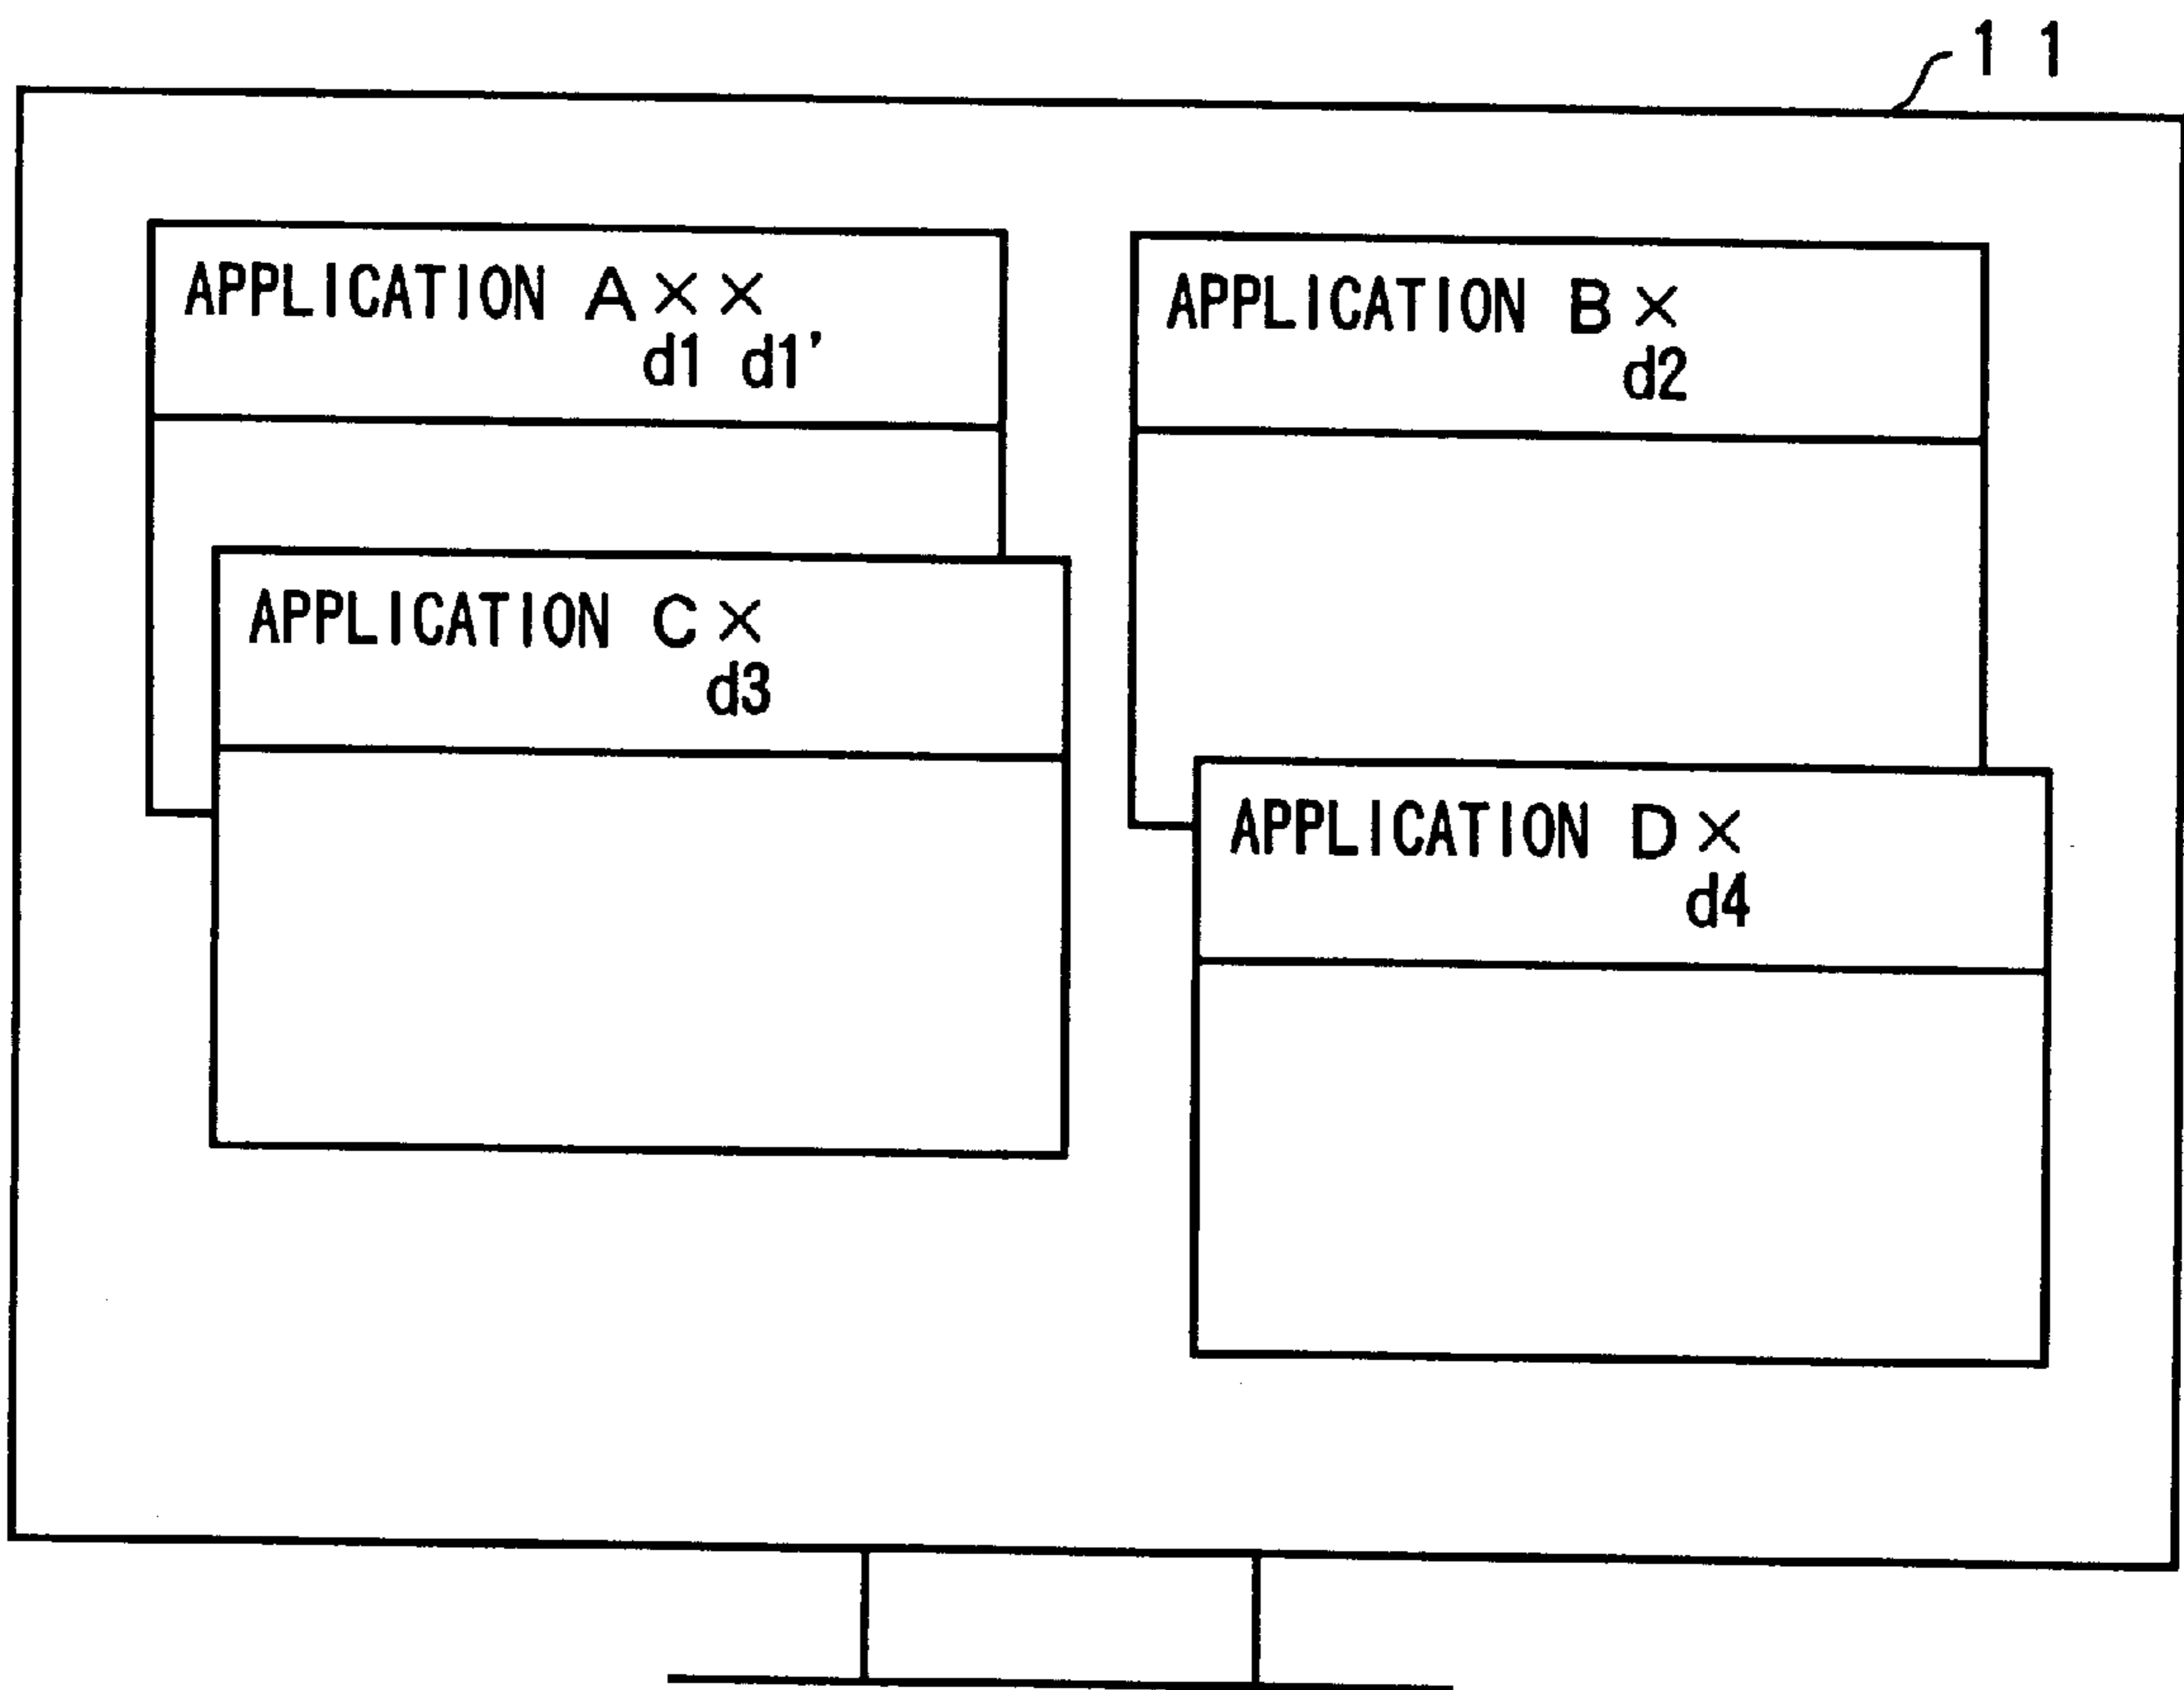 11
APPLICATION A××
d1 d1'
APPLICATION B×
d2
APPLICATION C×
d3
APPLICATION D×
d4